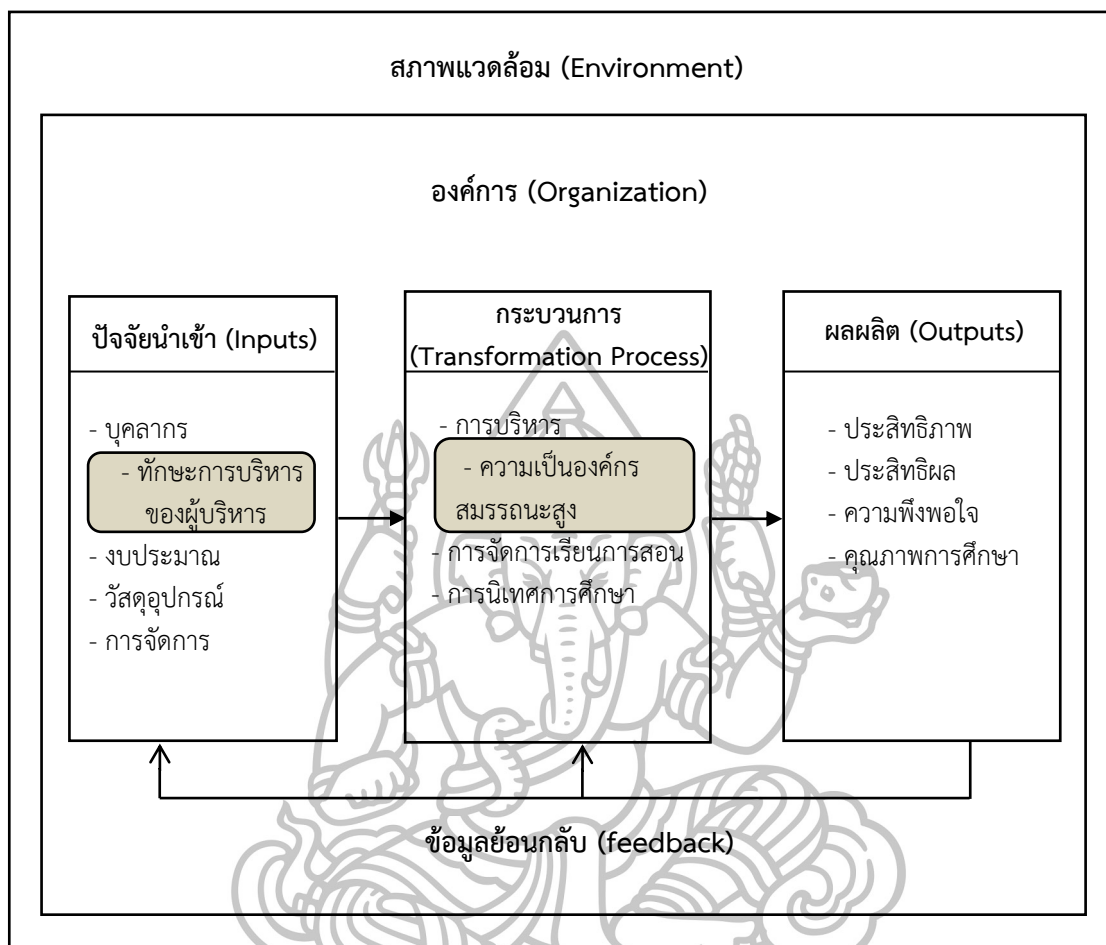 สภาพแวดล้อม (Environment)
องค์การ (Organization)
ปัจจัยนำเข้า (Inputs)
- บุคลากร
- ทักษะการบริหาร
ของผู้บริหาร
- งบประมาณ
- วัสดุอุปกรณ์
- การจัดการ
กระบวนการ
(Transformation Process)
- การบริหาร
- ความเป็นองค์กร
สมรรถนะสูง
- การจัดการเรียนการสอน
- การนิเทศการศึกษา
ผลผลิต (Outputs)
- ประสิทธิภาพ
- ประสิทธิผล
- ความพึงพอใจ
- คุณภาพการศึกษา
ข้อมูลย้อนกลับ (feedback)